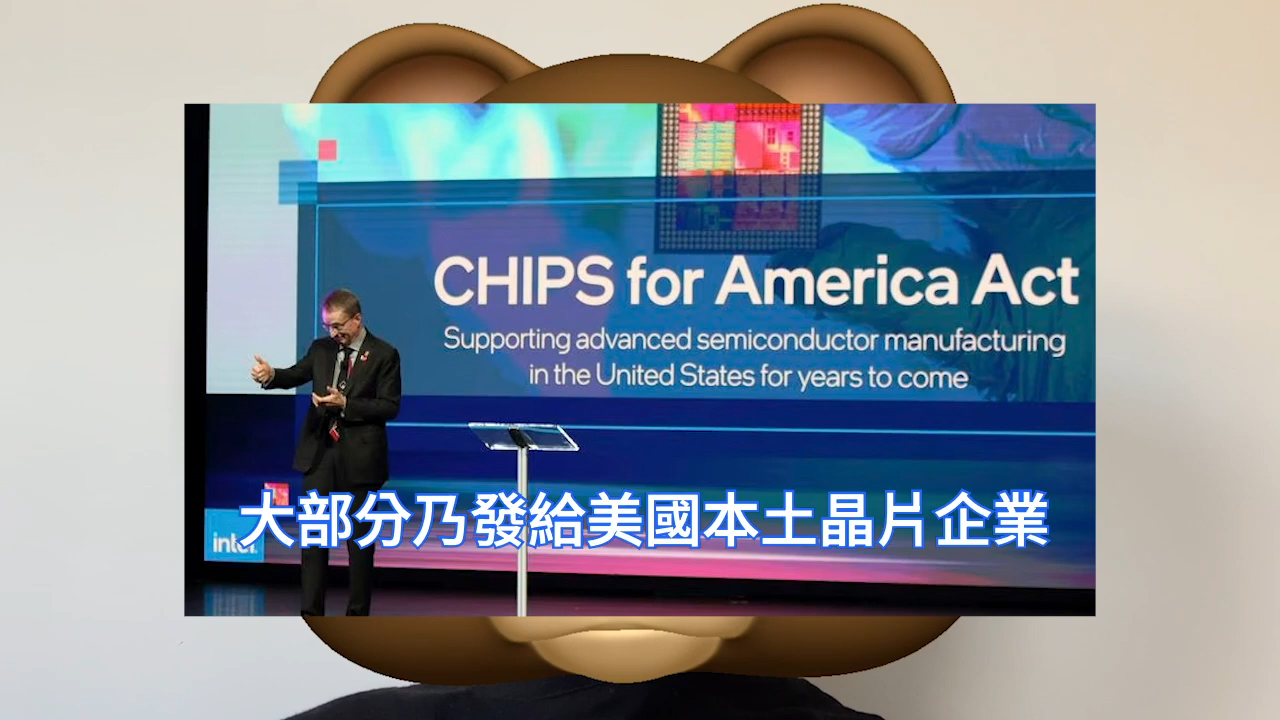 CHIPS for America Act
Supporting advanced semiconductor manufacturing
in the United States for years to come
大部分乃發給美國本土晶片企業
intel.